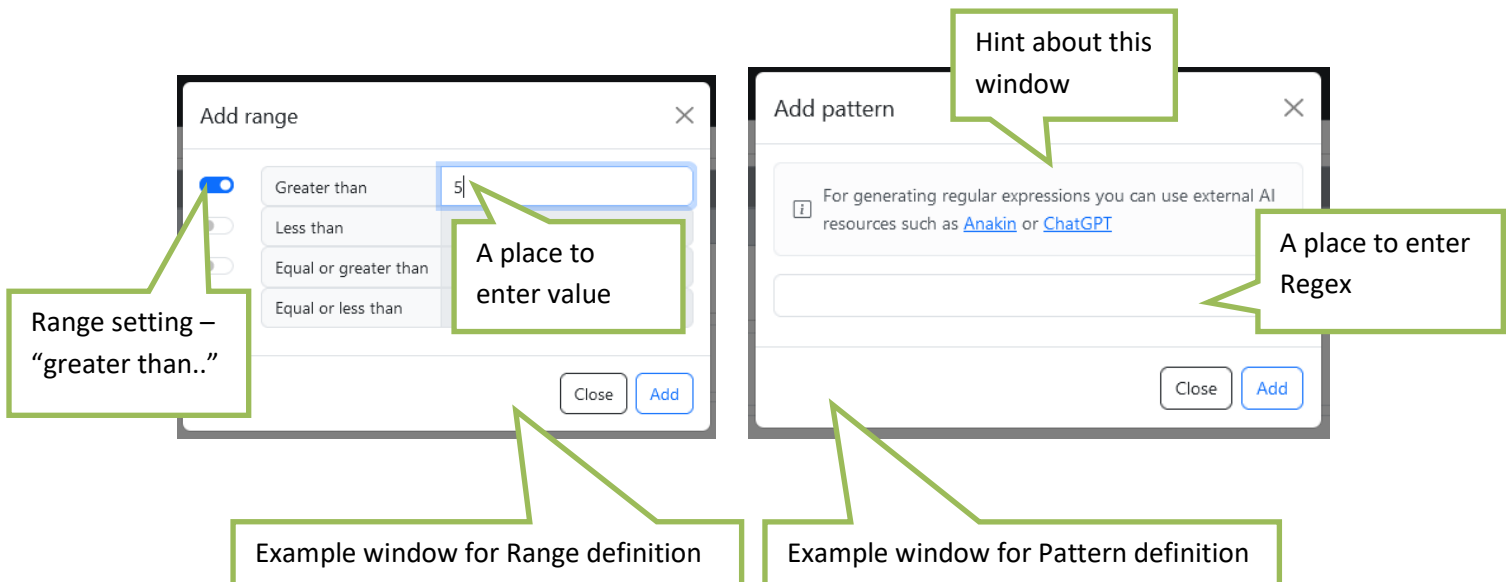 Hint about this
window
Add range
Add pattern
Greater than
5
Less than
Equal or greater than
Equal or less than
A place to
enter value
Range setting –
“greater than..”
Close
Add
For generating regular expressions you can use external AI
resources such as Anakin or ChatGPT
A place to enter
Regex
Close
Add
Example window for Range definition
Example window for Pattern definition